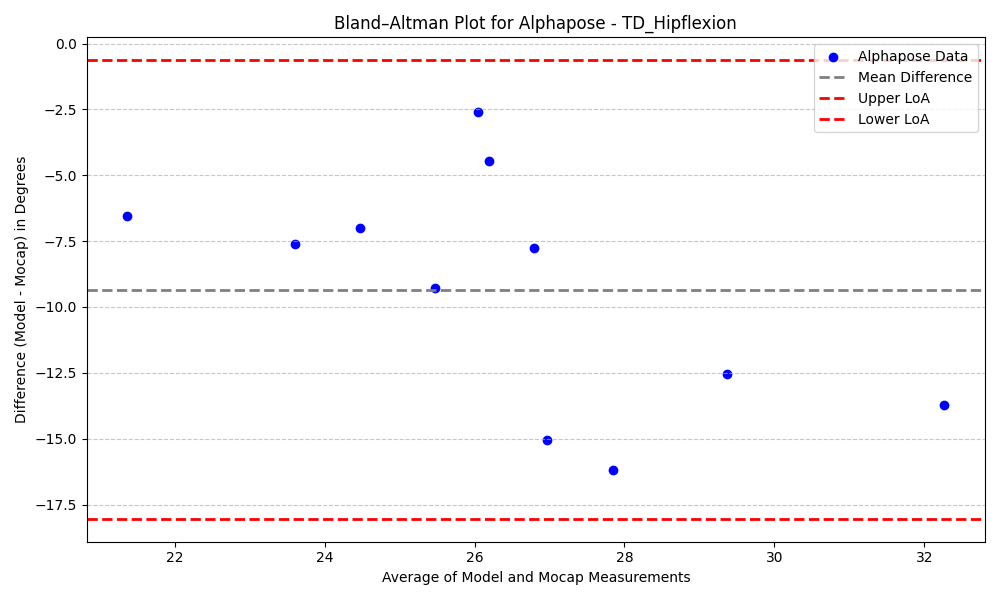 Bland–Altman Plot for Alphapose - TD_Hipflexion
Difference (Model - Mocap) in Degrees
0.0
−2.5
−5.0
−7.5
−10.0
−12.5
−15.0
−17.5
Alphapose Data
Mean Difference
Upper LoA
Lower LoA
22
24
26
28
30
32
Average of Model and Mocap Measurements